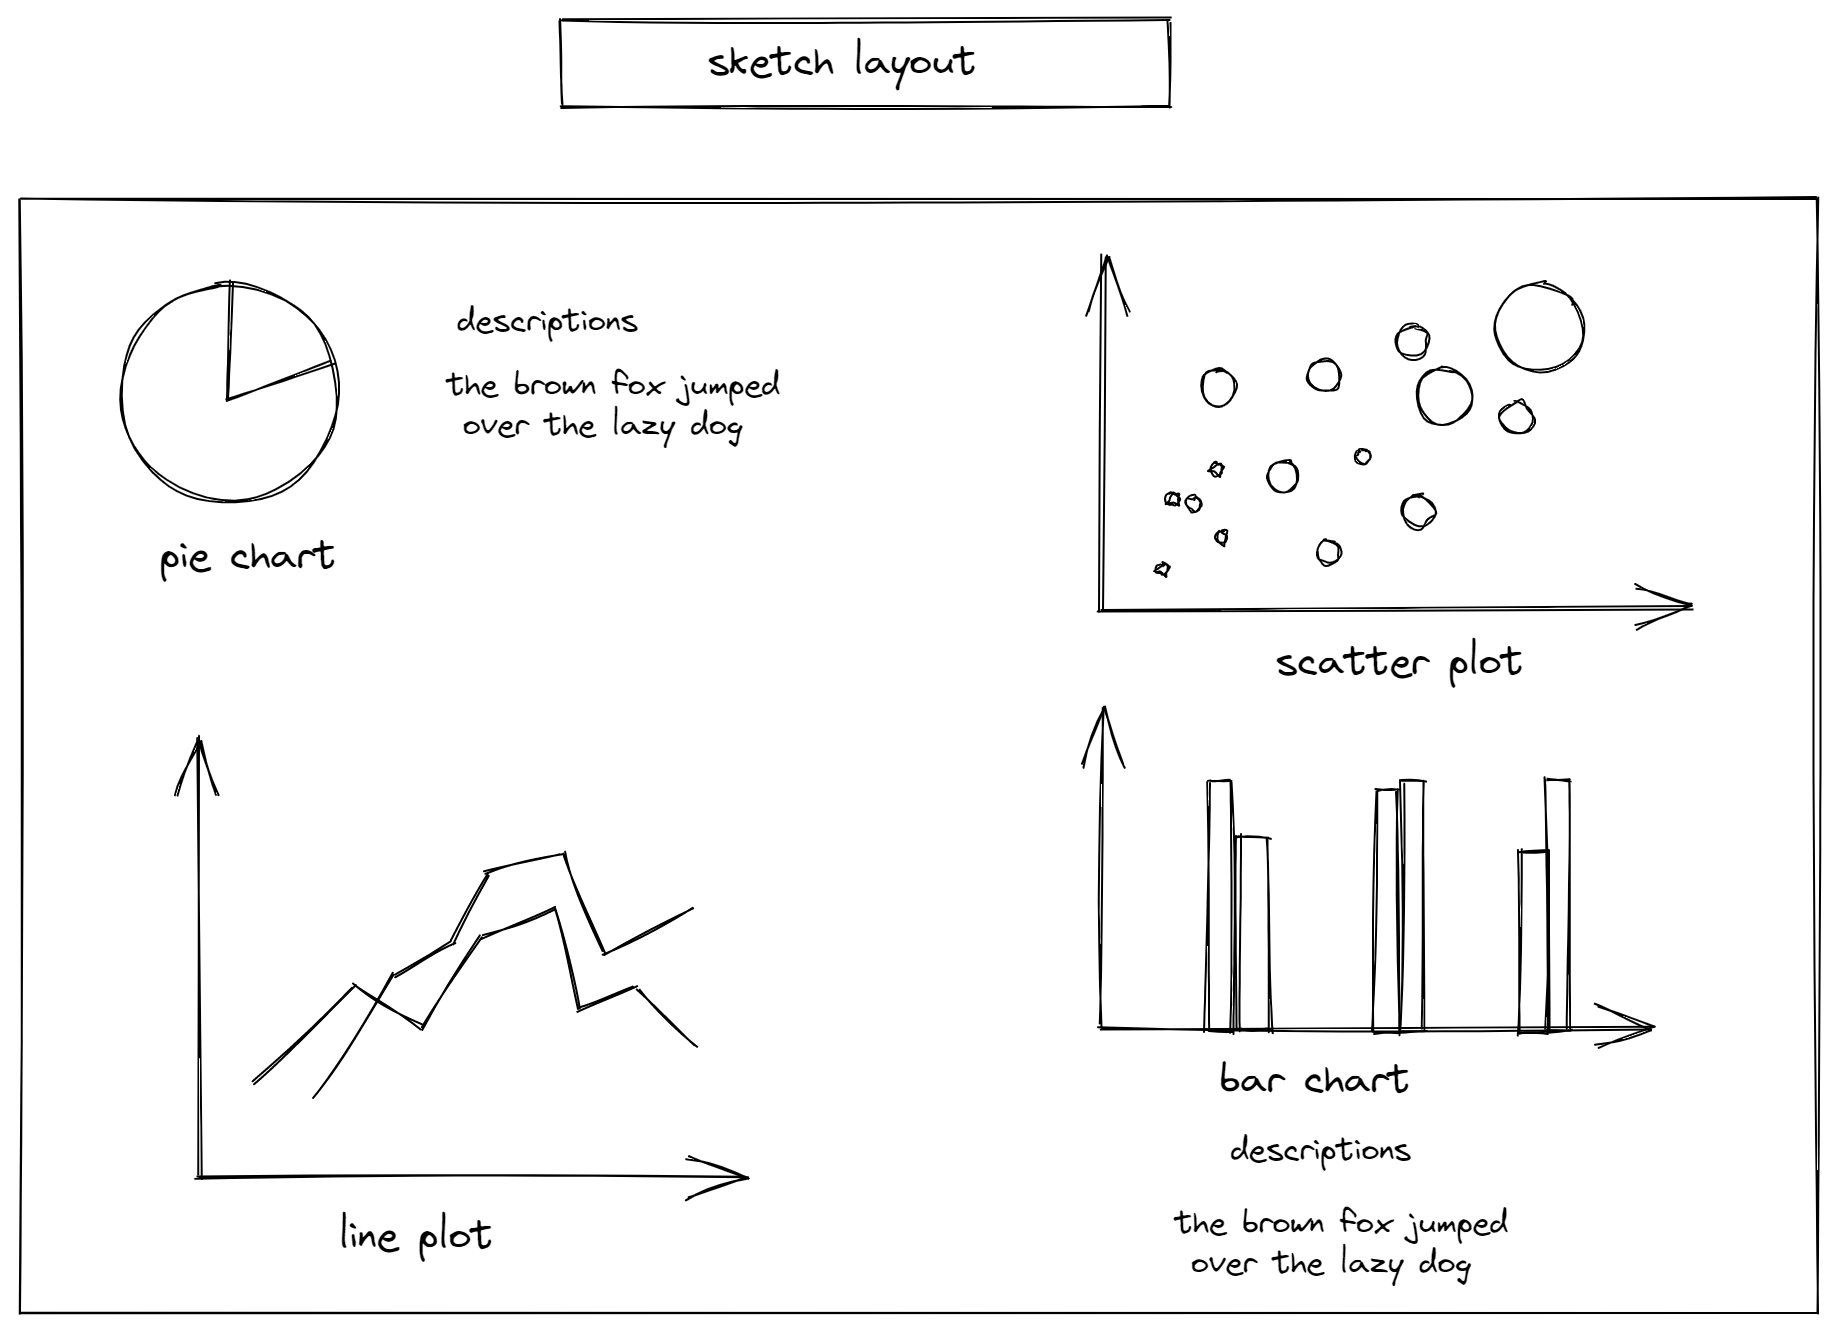 sketch layout
descriptions
the brown fox jumped
over the lazy dog
pie chart
scatter plot
line plot
bar chart
descriptions
the brown fox jumped
over the lazy dog